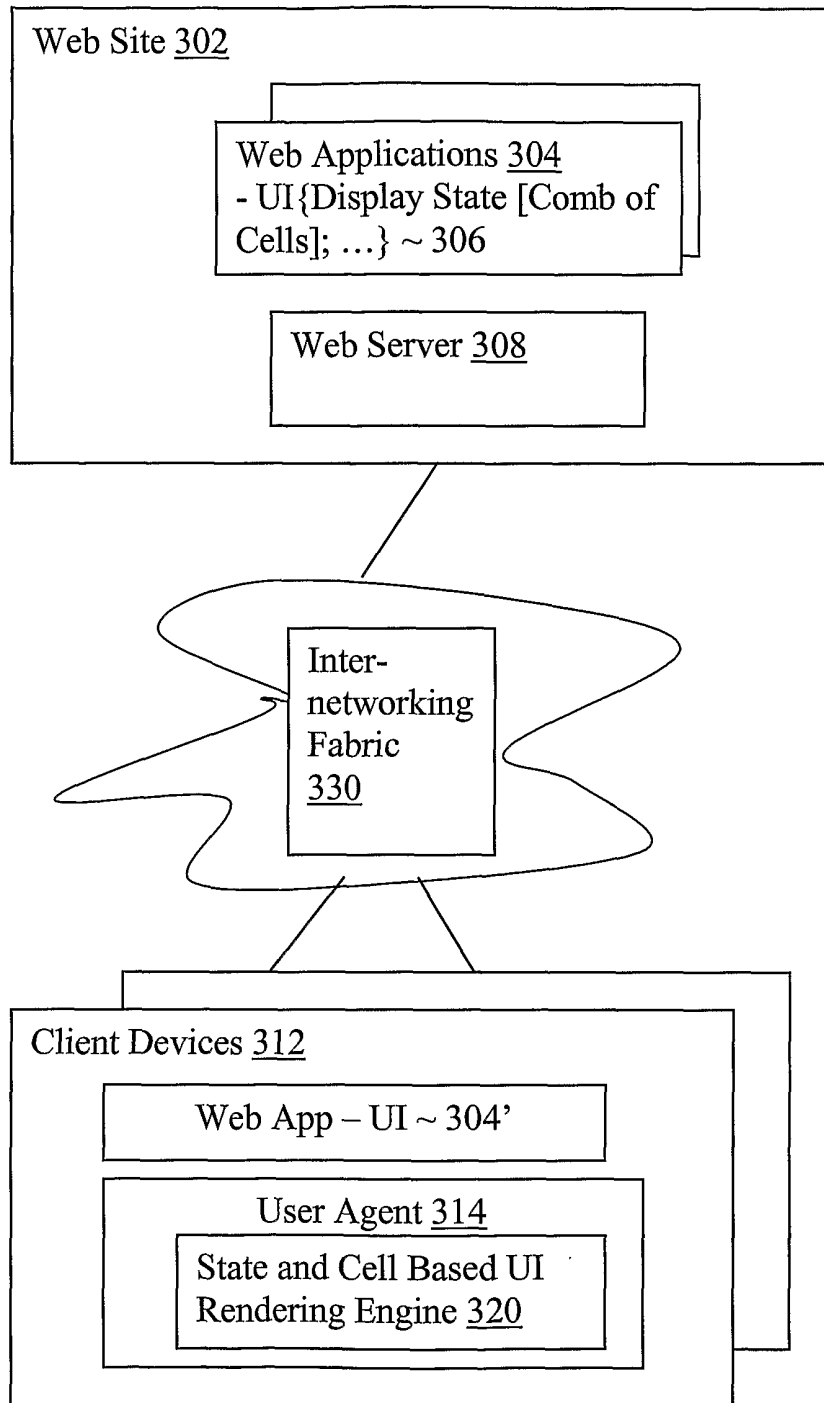 Web Site 302
Web Applications 304
- UI{Display State [Comb of
Cells]; …} ~ 306
Web Server 308
Inter-
networking
Fabric
330
Client Devices 312
Web App – UI ~ 304’
User Agent 314
State and Cell Based UI
Rendering Engine 320